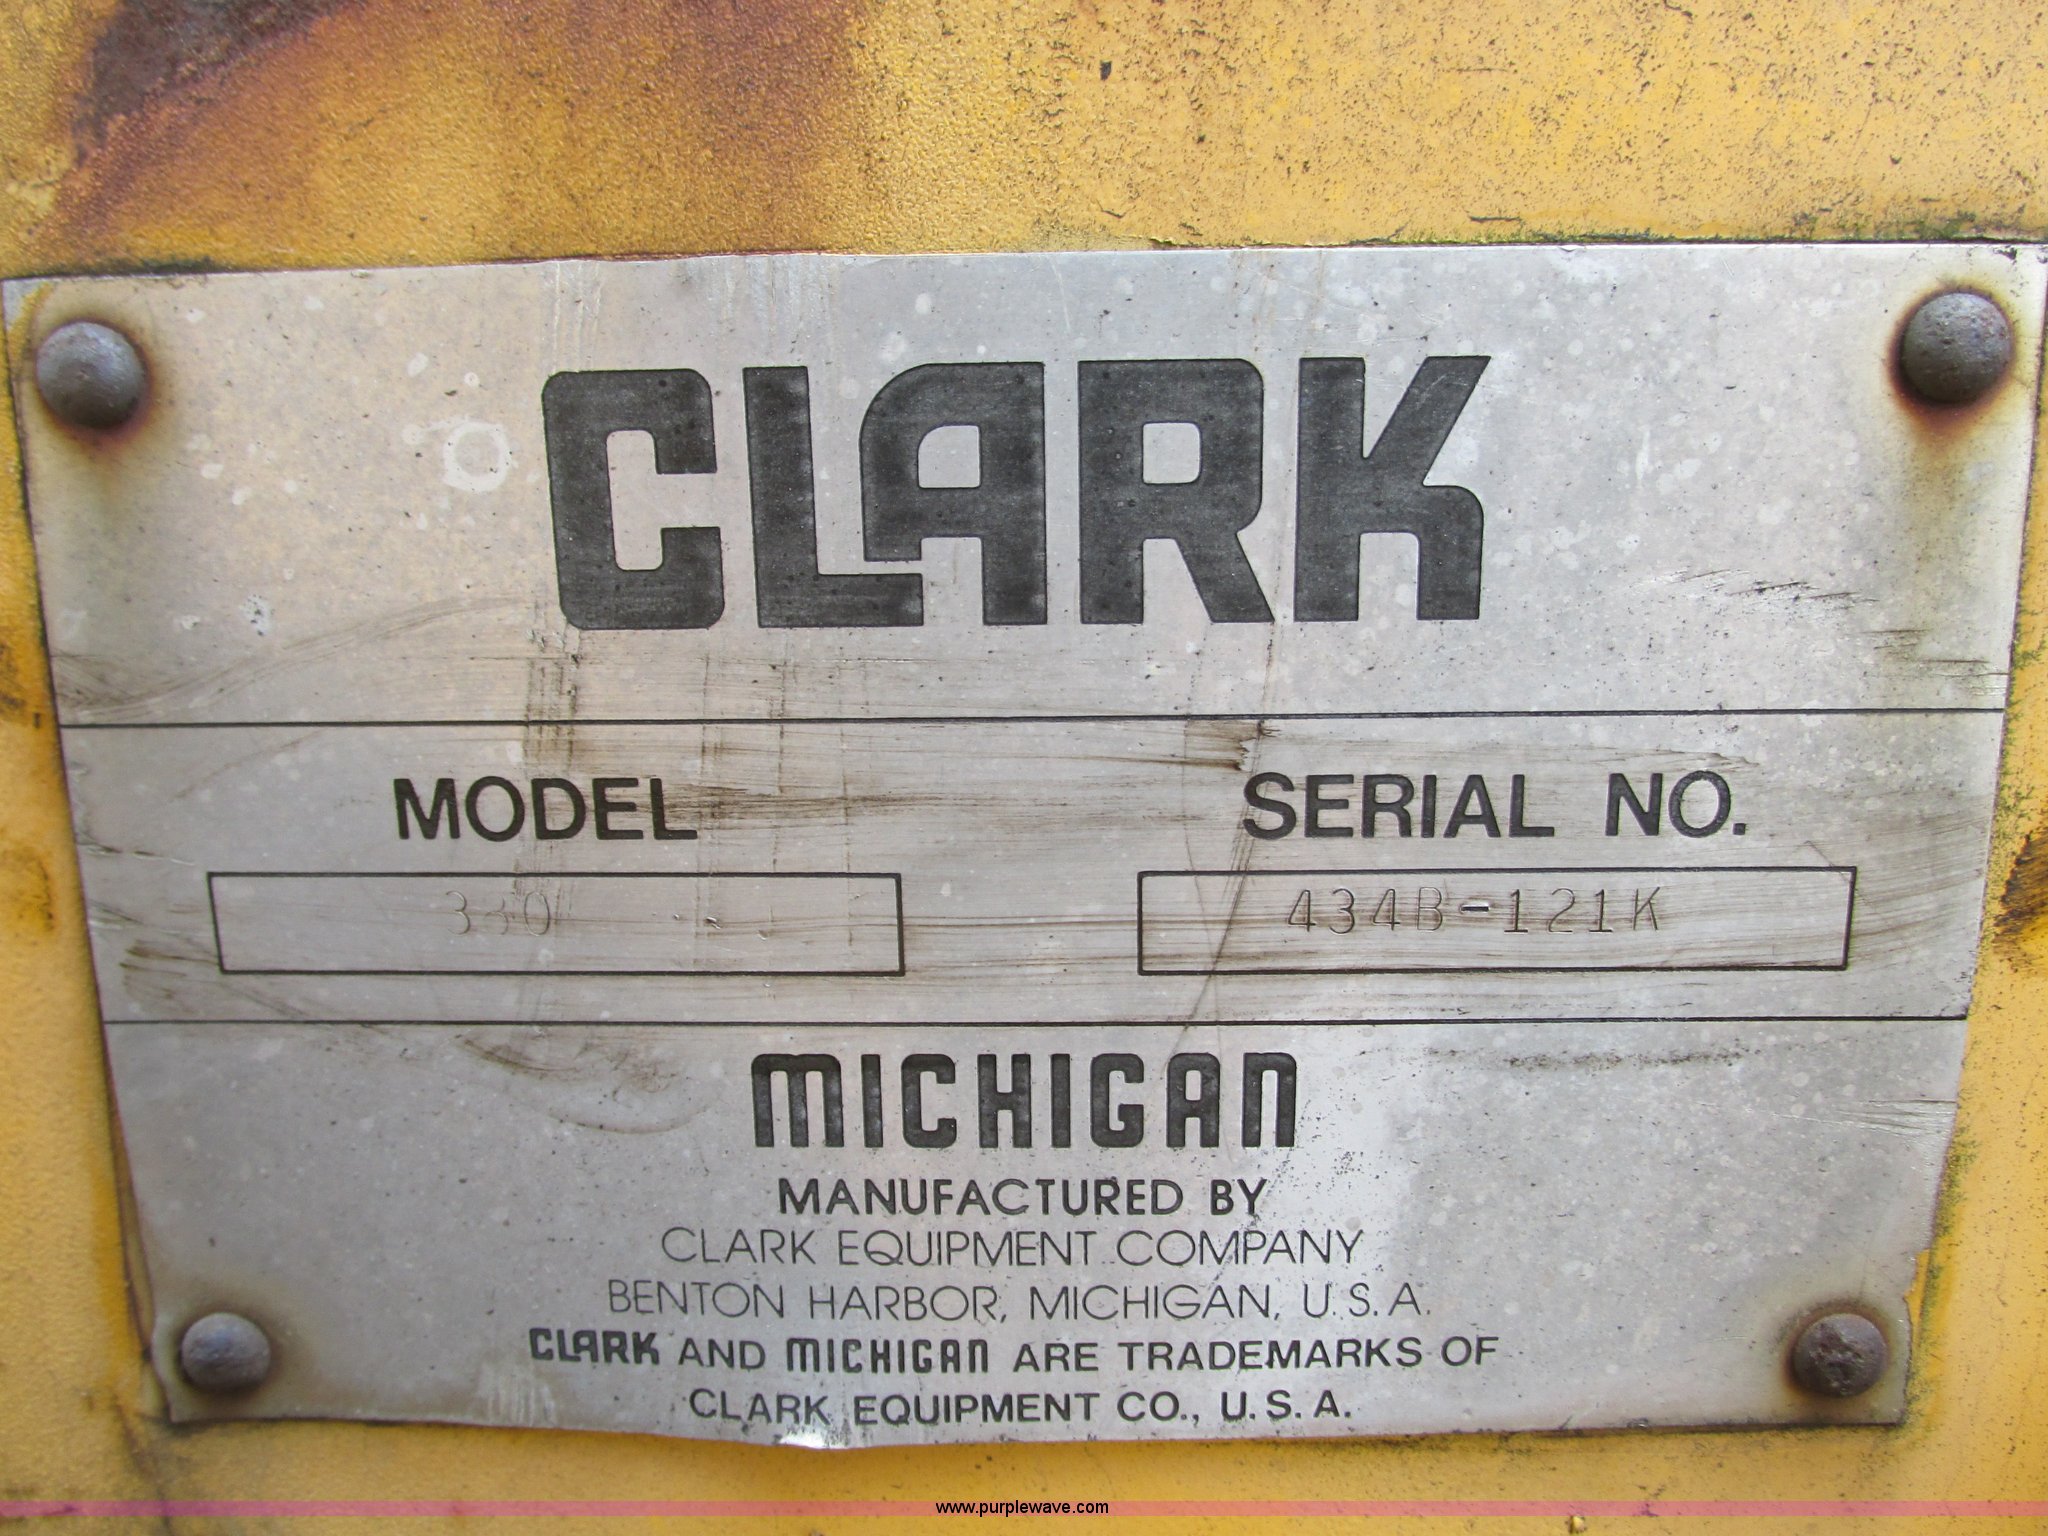 CLARK
MODEL SERIAL NO.
434B-121K
MICHIGAN
MANUFACTURED BY
CLARK EQUIPMENT COMPANY
BENTON HARBOR, MICHIGAN, U.S.A.
CLARK AND MICHIGAN ARE TRADEMARKS OF
CLARK EQUIPMENT CO., U.S.A.
www.purplewave.com